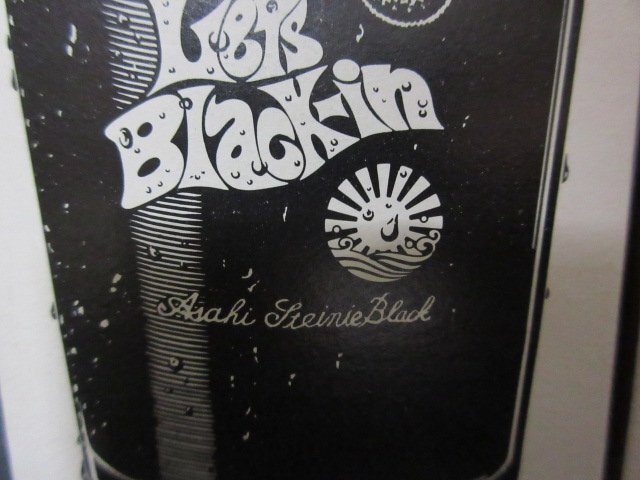 Let's
Black-in
Asahi Steinie Black